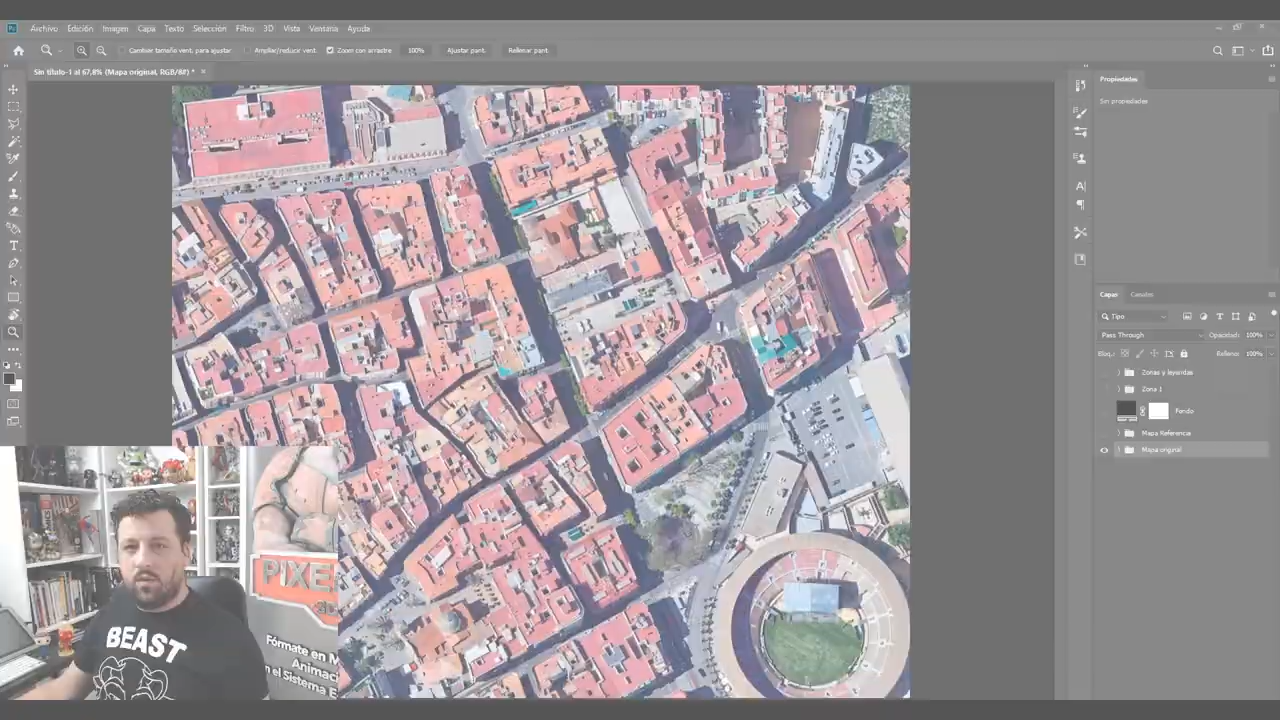 Archivo Edición Imagen Capa Texto Selección Filtro 3D Vista Ventana Ayuda
Cambiar tamaño vent. para ajustar Ampliar/reducir vent. Zoom con arrastre 100% Ajustar pant. Rellenar pant.
Sin título-1 al 67,8% (Mapa original, RGB/8#) * ×
Propiedades
Sin propiedades
Capas Canales
Tipo
Pass Through Opacidad: 100%
Bloq.: Relleno: 100%
Zonas y leyendas
Zona 1
Fondo
Mapa Referencia
Mapa original
PIXE
3D
BEAST
Fórmate en M
Animaci
n el Sistema E